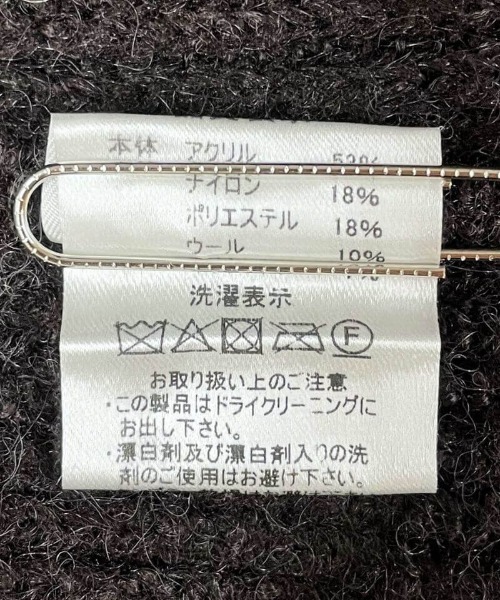 本体 アクリル 53%
ナイロン 18%
ポリエステル 18%
ウール 10%
洗濯表示
F
お取り扱い上のご注意
・この製品はドライクリーニングに
お出し下さい。
・漂白剤及び漂白剤入りの洗
剤のご使用はお避け下さい。